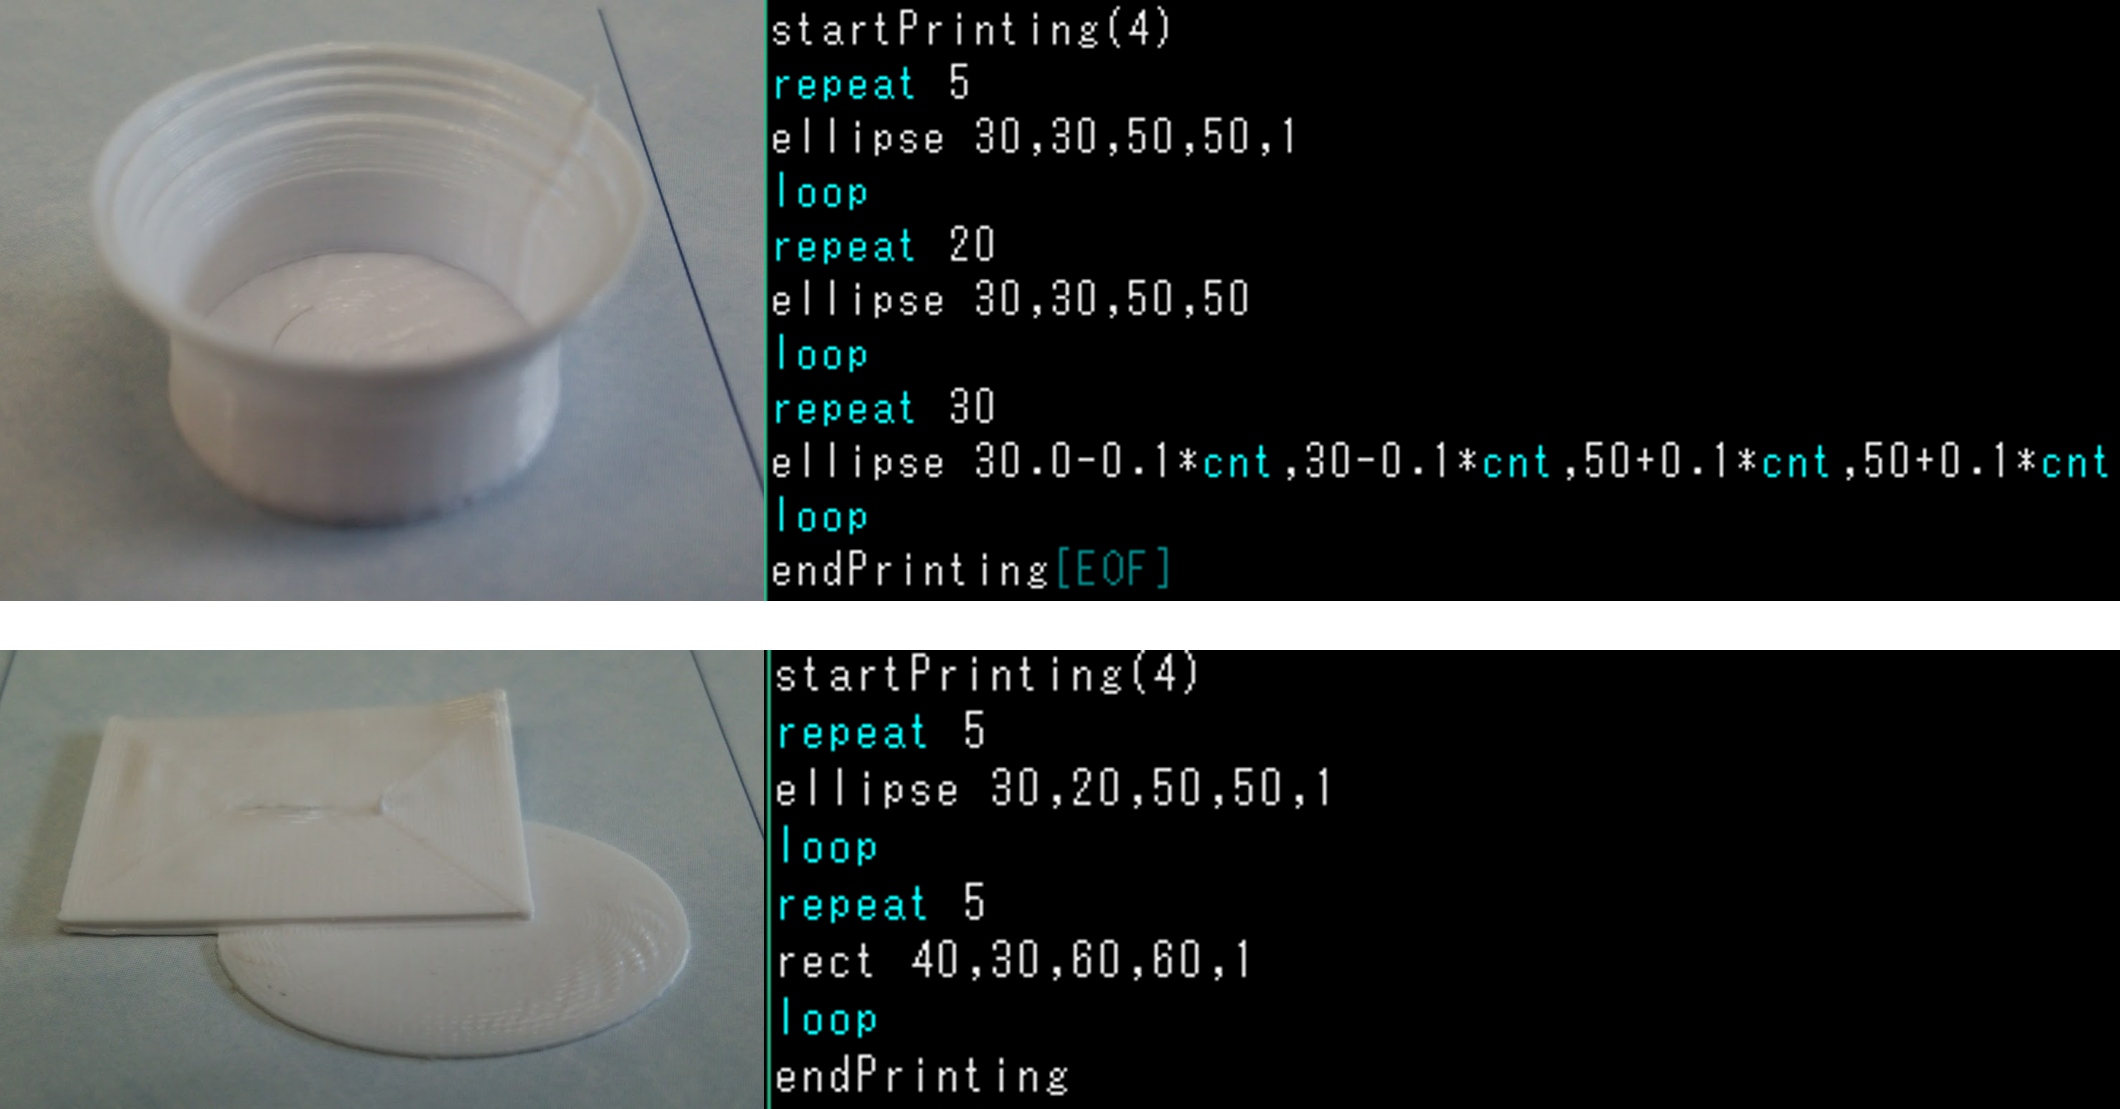 startPrinting(4)
repeat 5
ellipse 30,30,50,50,1
loop
repeat 20
ellipse 30,30,50,50
loop
repeat 30
ellipse 30.0-0.1*cnt,30-0.1*cnt,50+0.1*cnt,50+0.1*cnt
loop
endPrinting[EOF]
startPrinting(4)
repeat 5
ellipse 30,20,50,50,1
loop
repeat 5
rect 40,30,60,60,1
loop
endPrinting